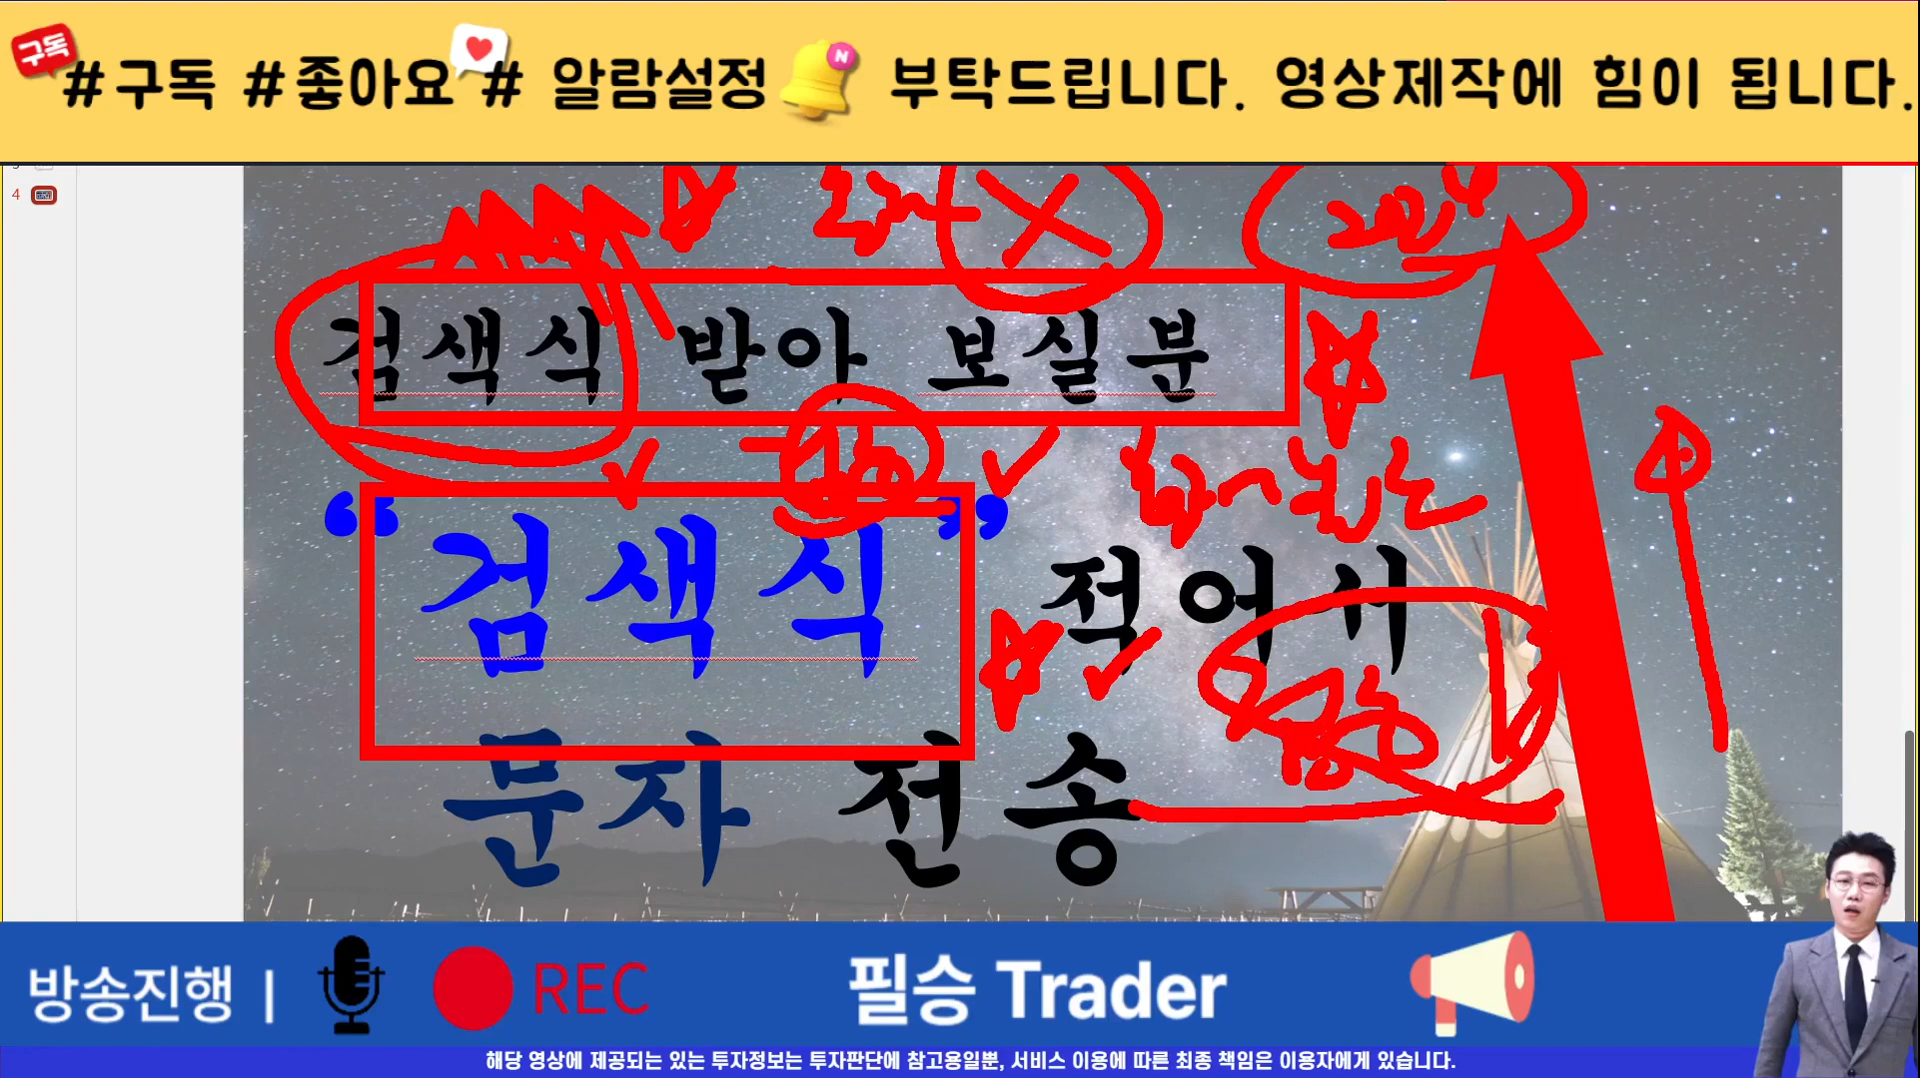 구독
#구독 #좋아요 # 알람설정 N 부탁드립니다. 영상제작에 힘이 됩니다.
4
검색식 받아 보실분
“검색식” 적어서
문자 전송
방송진행 | REC 필승 Trader
해당 영상에 제공되는 있는 투자정보는 투자판단에 참고용일뿐, 서비스 이용에 따른 최종 책임은 이용자에게 있습니다.